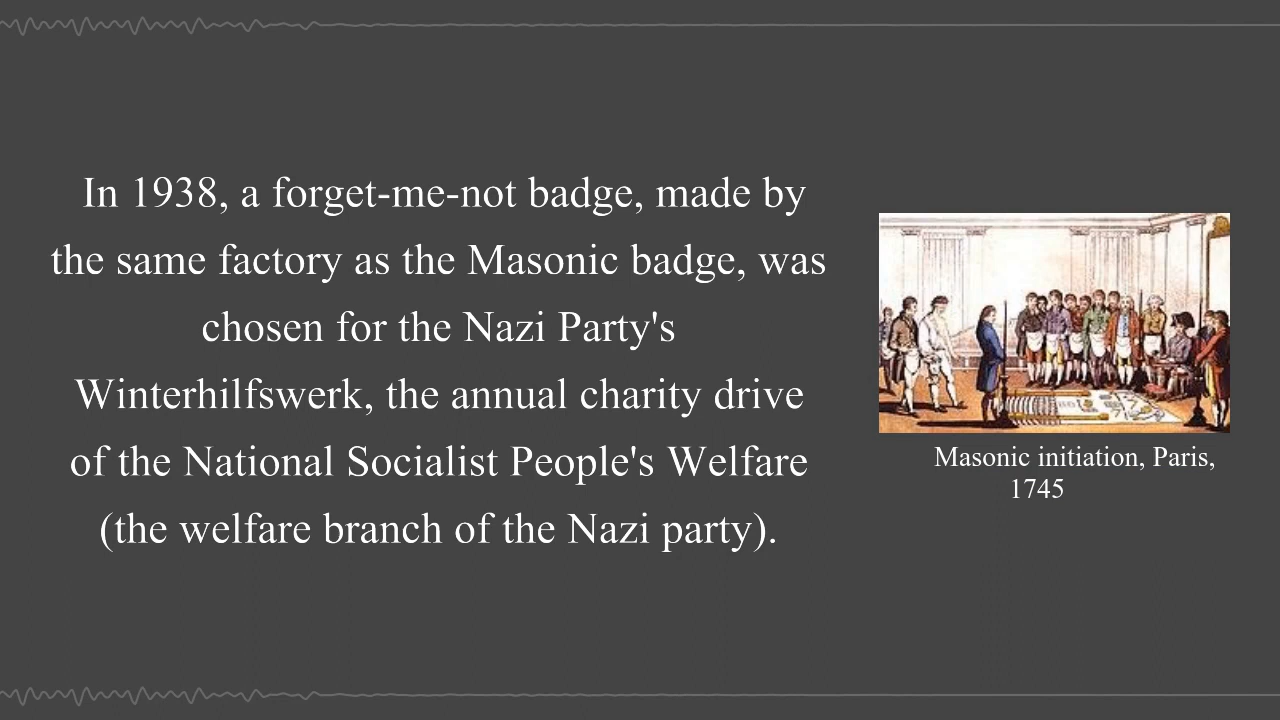 In 1938, a forget-me-not badge, made by
the same factory as the Masonic badge, was
chosen for the Nazi Party's
Winterhilfswerk, the annual charity drive
of the National Socialist People's Welfare
(the welfare branch of the Nazi party).
Masonic initiation, Paris,
1745